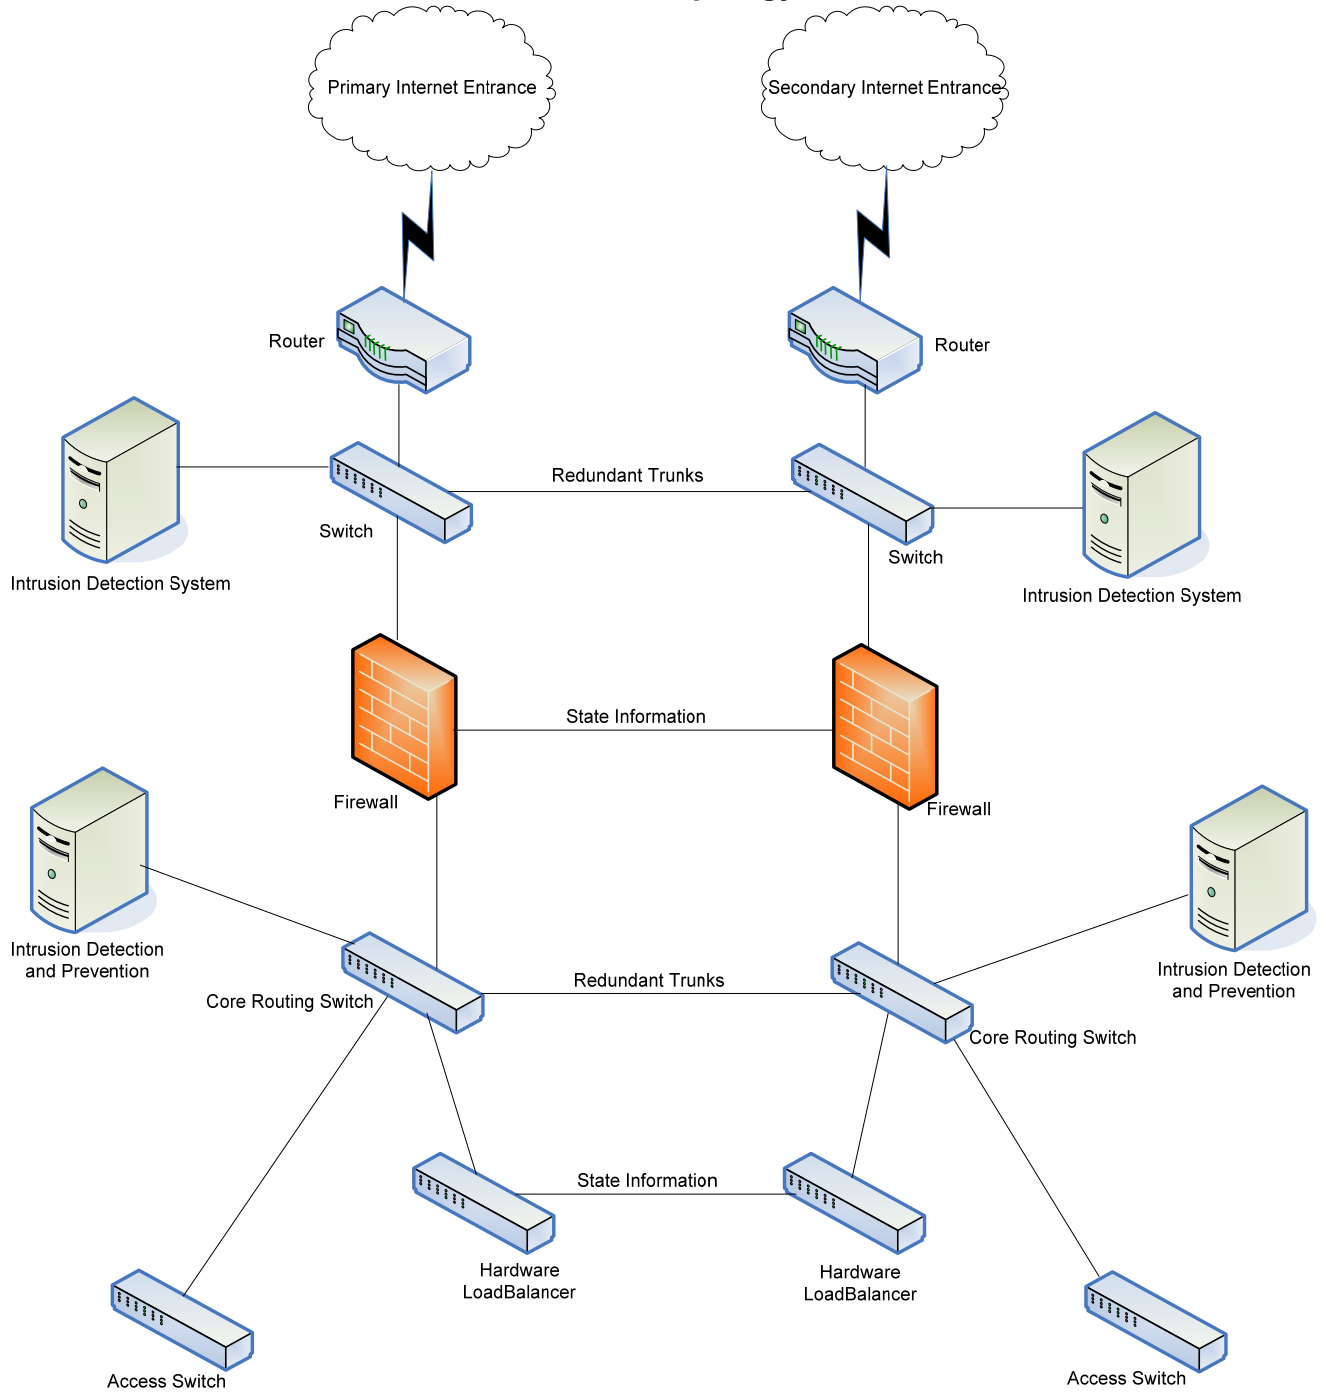 Primary Internet Entrance
Secondary Internet Entrance
Router
Router
Redundant Trunks
Switch
Switch
Intrusion Detection System
Intrusion Detection System
State Information
Firewall
Firewall
Intrusion Detection
and Prevention
Intrusion Detection
and Prevention
Redundant Trunks
Core Routing Switch
Core Routing Switch
State Information
Hardware
LoadBalancer
Hardware
LoadBalancer
Access Switch
Access Switch